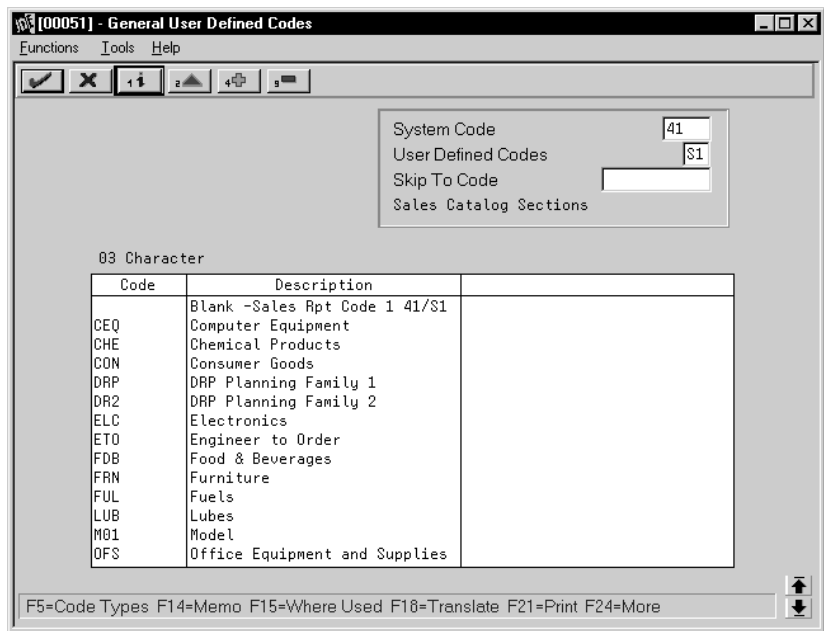 [00051] - General User Defined Codes
Functions Tools Help
1 i 2 4 9
System Code 41
User Defined Codes S1
Skip To Code
Sales Catalog Sections
03 Character
Code Description
Blank -Sales Rpt Code 1 41/S1
CEQ Computer Equipment
CHE Chemical Products
CON Consumer Goods
DRP DRP Planning Family 1
DR2 DRP Planning Family 2
ELC Electronics
ETO Engineer to Order
FDB Food & Beverages
FRN Furniture
FUL Fuels
LUB Lubes
M01 Model
OFS Office Equipment and Supplies
F5=Code Types F14=Memo F15=Where Used F18=Translate F21=Print F24=More